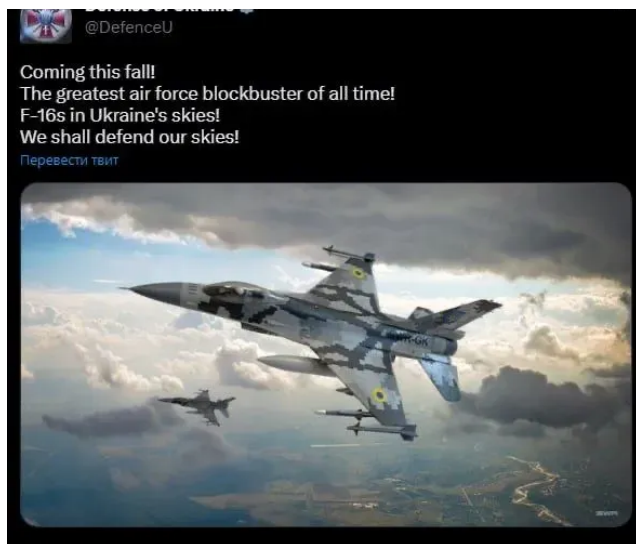 @DefenceU
Coming this fall!
The greatest air force blockbuster of all time!
F-16s in Ukraine's skies!
We shall defend our skies!
Перевести твит